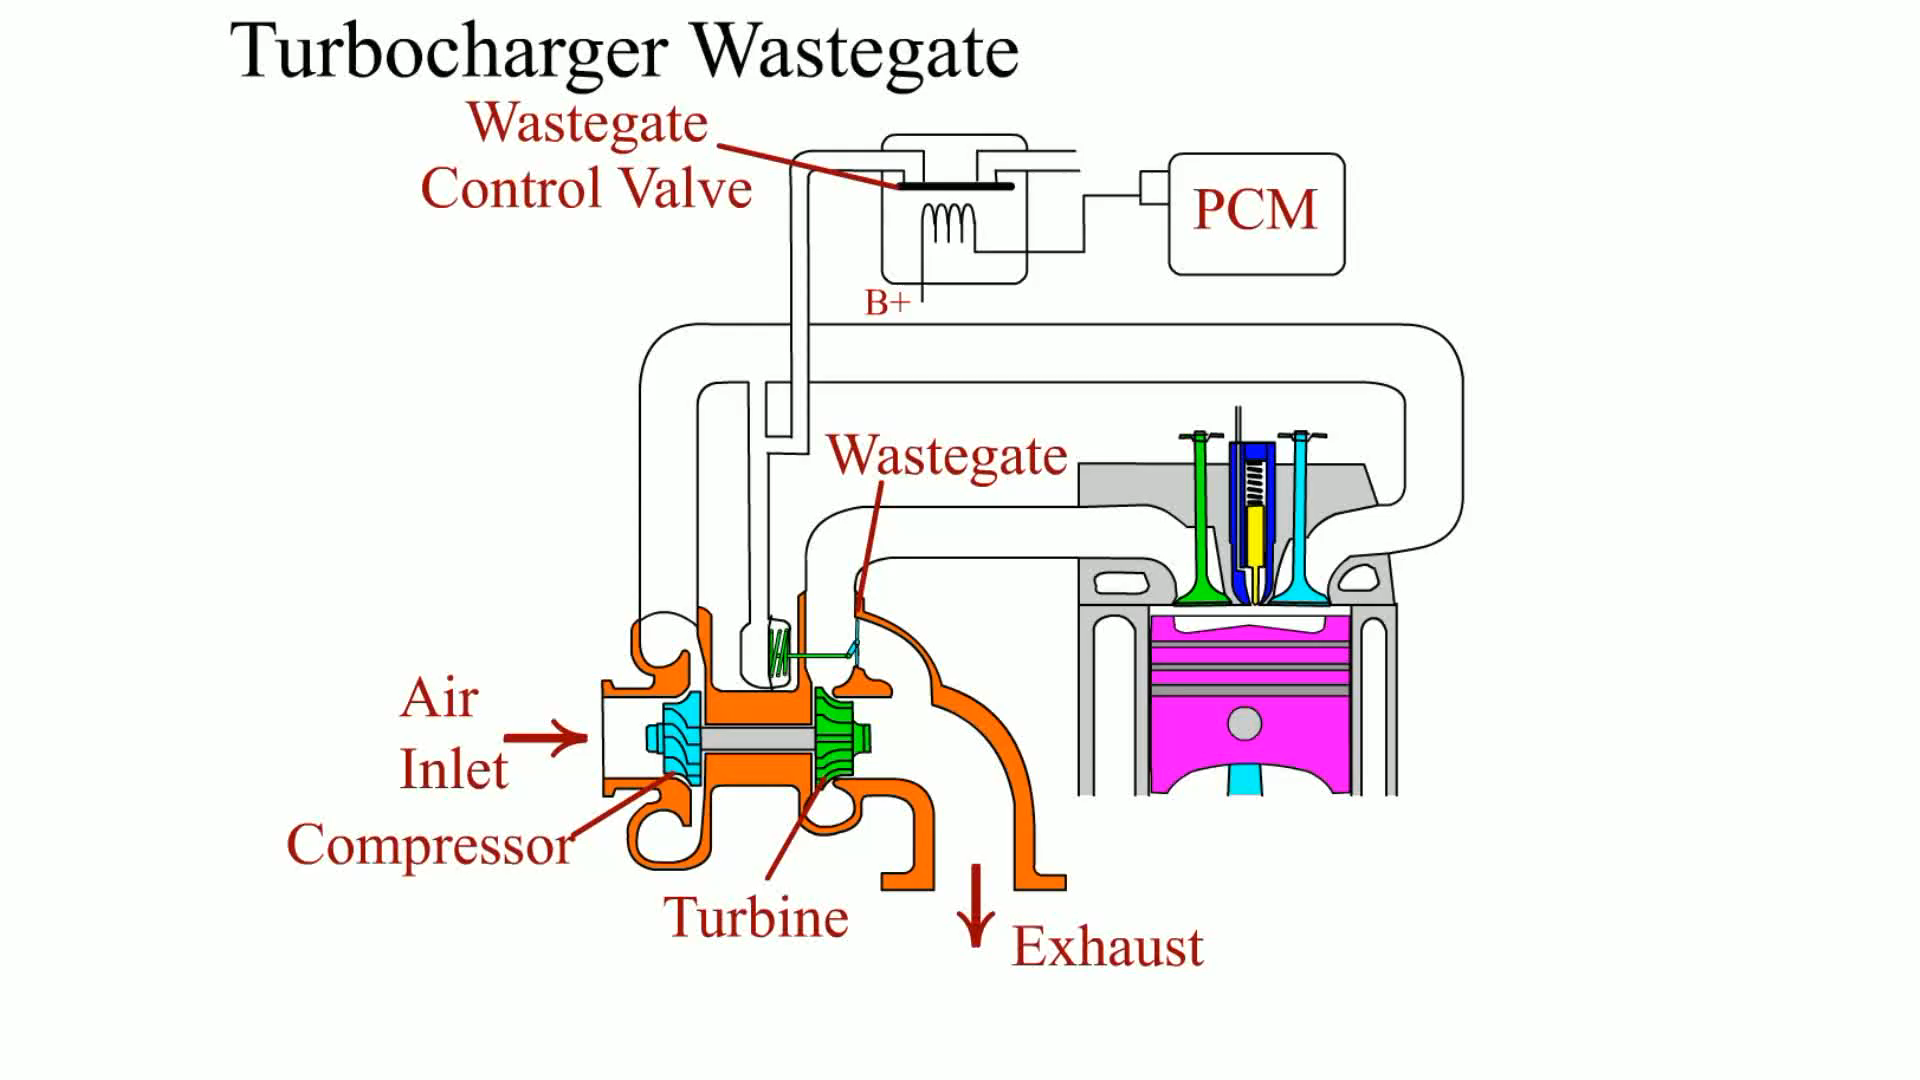 Turbocharger Wastegate
Wastegate
Control Valve
PCM
B+
Wastegate
Air
Inlet
Compressor
Turbine
Exhaust